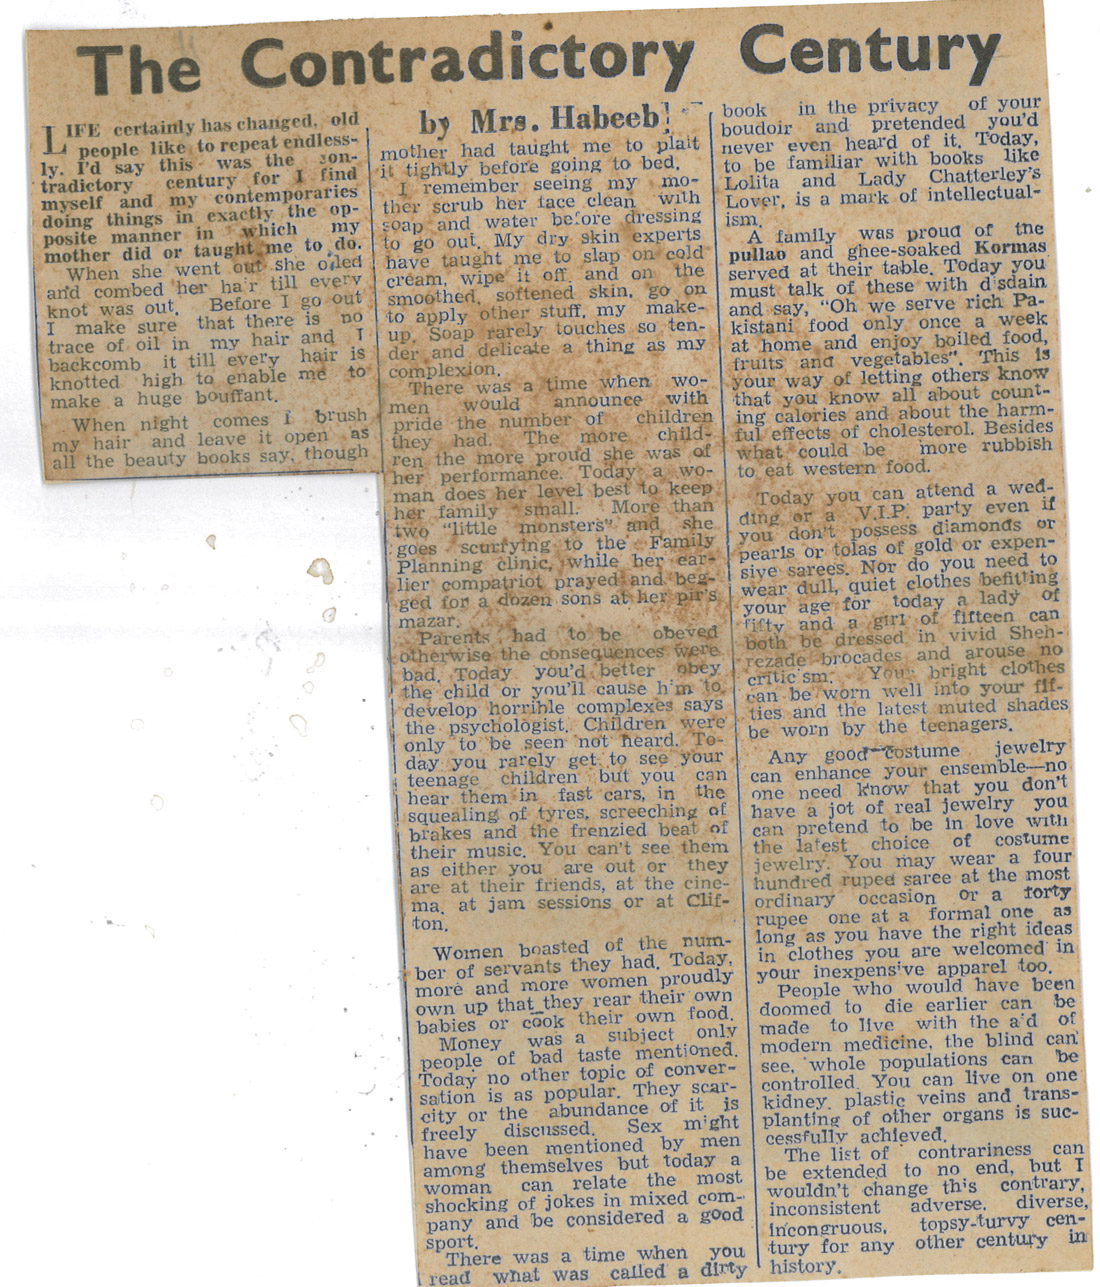 The Contradictory Century
LIFE certainly has changed, old
people like to repeat endless-
ly. I'd say this was the con-
tradictory century for I find
myself and my contemporaries
doing things in exactly the op-
posite manner in which my
mother did or taught me to do.
When she went out she oiled
and combed her hair till every
knot was out. Before I go out
I make sure that there is no
trace of oil in my hair and I
backcomb it till every hair is
knotted high to enable me to
make a huge bouffant.
When night comes I brush
my hair and leave it open as
all the beauty books say, though
by Mrs. Habeeb
mother had taught me to plait
it tightly before going to bed.
I remember seeing my mo-
ther scrub her face clean with
soap and water before dressing
to go out. My dry skin experts
have taught me to slap on cold
cream, wipe it off, and on the
smoothed, softened skin, go on
to apply other stuff, my make-
up. Soap rarely touches so ten-
der and delicate a thing as my
complexion.
There was a time when wo-
men would announce with
pride the number of children
they had. The more child-
ren the more proud she was of
her performance. Today a wo-
man does her level best to keep
her family small. More than
two "little monsters" and she
goes scurrying to the Family
Planning clinic, while her ear-
lier compatriot prayed and beg-
ged for a dozen sons at her pir's
mazar.
Parents had to be obeyed
otherwise the consequences were
bad. Today you'd better obey
the child or you'll cause him to
develop horrible complexes says
the psychologist. Children were
only to be seen not heard. To-
day you rarely get to see your
teenage children but you can
hear them in fast cars, in the
squealing of tyres, screeching of
brakes and the frenzied beat of
their music. You can't see them
as either you are out or they
are at their friends, at the cine-
ma, at jam sessions or at Clif-
ton.
Women boasted of the num-
ber of servants they had. Today,
more and more women proudly
own up that they rear their own
babies or cook their own food.
Money was a subject only
people of bad taste mentioned.
Today no other topic of conver-
sation is as popular. They scar-
city or the abundance of it is
freely discussed. Sex might
have been mentioned by men
among themselves but today a
woman can relate the most
shocking of jokes in mixed com-
pany and be considered a good
sport.
There was a time when you
read what was called a dirty
book in the privacy of your
boudoir and pretended you'd
never even heard of it. Today,
to be familiar with books like
Lolita and Lady Chatterley's
Lover, is a mark of intellectual-
ism.
A family was proud of the
pullao and ghee-soaked Kormas
served at their table. Today you
must talk of these with disdain
and say, "Oh we serve rich Pa-
kistani food only once a week
at home and enjoy boiled food,
fruits and vegetables". This is
your way of letting others know
that you know all about count-
ing calories and about the harm-
ful effects of cholesterol. Besides
what could be more rubbish
to eat western food.
Today you can attend a wed-
ding or a V.I.P. party even if
you don't possess diamonds or
pearls or tolas of gold or expen-
sive sarees. Nor do you need to
wear dull, quiet clothes befitting
your age for today a lady of
fifty and a girl of fifteen can
both be dressed in vivid Sheh-
rezade brocades and arouse no
criticism. Your bright clothes
can be worn well into your fif-
ties and the latest muted shades
be worn by the teenagers.
Any good costume jewelry
can enhance your ensemble—no
one need know that you don't
have a jot of real jewelry you
can pretend to be in love with
the latest choice of costume
jewelry. You may wear a four
hundred rupee saree at the most
ordinary occasion or a forty
rupee one at a formal one as
long as you have the right ideas
in clothes you are welcomed in
your inexpensive apparel too.
People who would have been
doomed to die earlier can be
made to live with the aid of
modern medicine, the blind can
see, whole populations can be
controlled. You can live on one
kidney, plastic veins and trans-
planting of other organs is suc-
cessfully achieved.
The list of contrariness can
be extended to no end, but I
wouldn't change this contrary,
inconsistent adverse, diverse,
incongruous, topsy-turvy cen-
tury for any other century in
history.